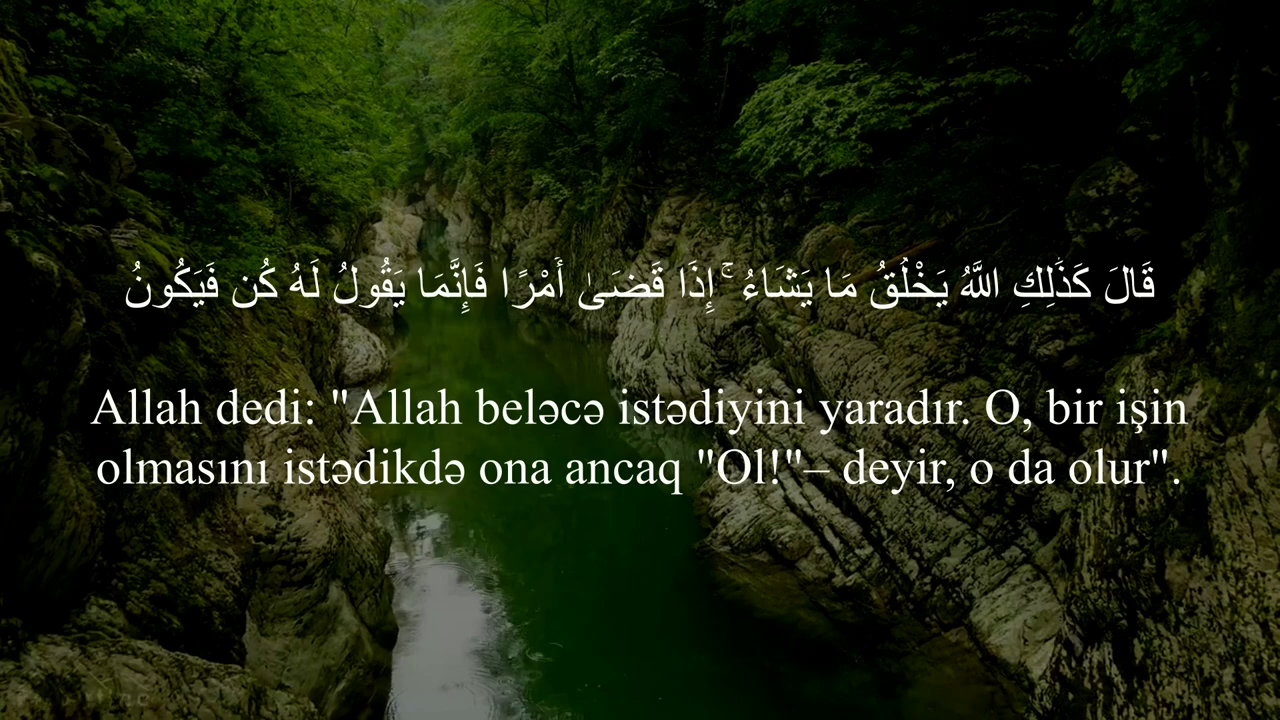 قَالَ كَذَٰلِكِ اللَّهُ يَخْلُقُ مَا يَشَاءُ ۚ إِذَا قَضَىٰ أَمْرًا فَإِنَّمَا يَقُولُ لَهُ كُن فَيَكُونُ
Allah dedi: "Allah beləcə istədiyini yaradır. O, bir işin
olmasını istədikdə ona ancaq "Ol!"– deyir, o da olur".